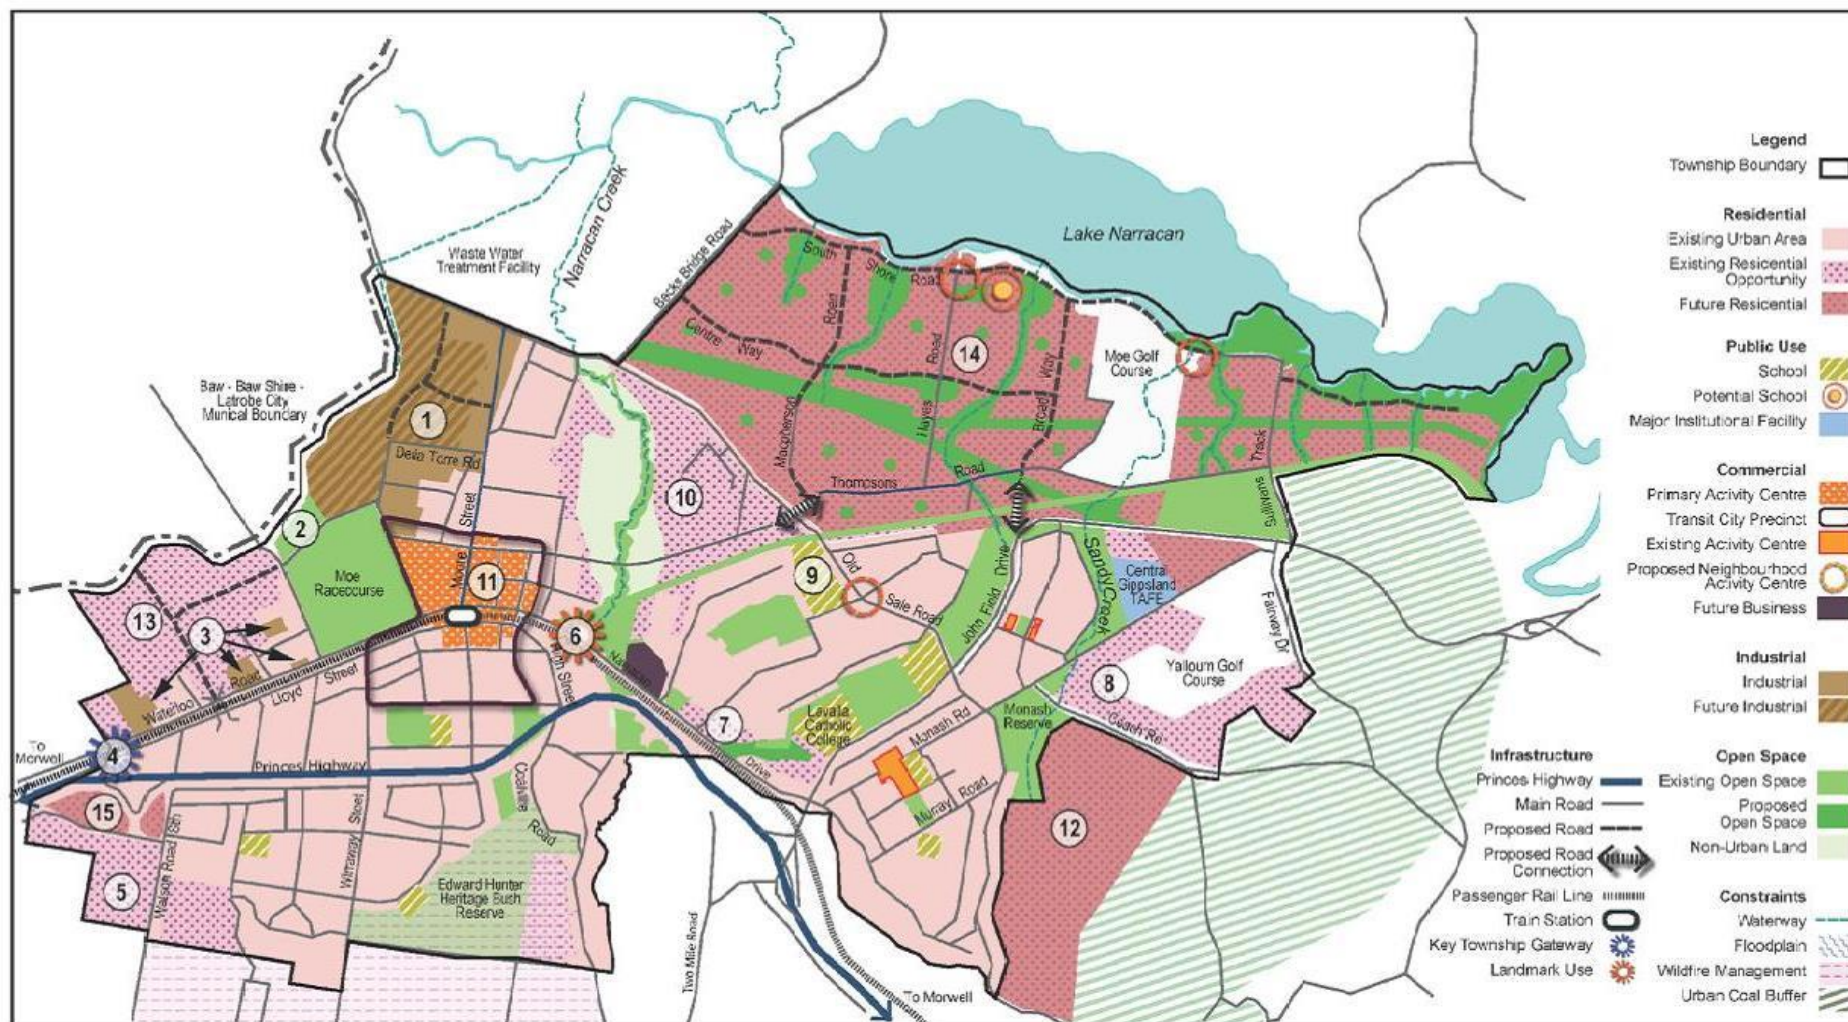 Lake Narracan
Narracan Creek
Waste Water
Treatment Facility
Becks Bridge Road
South
Shore
Road
Centre Way
Road
Macpherson
Road
Hayes
Way
Broad
14
Moe Golf
Course
Baw - Baw Shire -
Latrobe City
Munical Boundary
1
Della Torre Rd
Street
Moore
10
Thompsons
Road
Track
Sullivans
2
Moe
Racecourse
11
9
Old
Sale Road
John Field
Drive
Sandy Creek
Central
Gippsland
TAFE
Fairway Dr
13
3
6
Road
Waterloo
Lloyd Street
Yallourn Golf
Course
8
Coach Re
7
Lavalla
Catholic
College
Monash Rd
Monash
Reserve
Drive
To
Morwell
4
Princes Highway
Coalville
Road
Murray Road
15
12
5
Edward Hunter
Heritage Bush
Reserve
Two Mile Road
To Morwell
Legend
Township Boundary
Residential
Existing Urban Area
Existing Residential
Opportunity
Future Residential
Public Use
School
Potential School
Major Institutional Facility
Commercial
Primary Activity Centre
Transit City Precinct
Existing Activity Centre
Proposed Neighbourhood
Activity Centre
Future Business
Industrial
Industrial
Future Industrial
Infrastructure
Princes Highway
Main Road
Proposed Road
Proposed Road
Connection
Passenger Rail Line
Train Station
Key Township Gateway
Landmark Use
Open Space
Existing Open Space
Proposed
Open Space
Non-Urban Land
Constraints
Waterway
Floodplain
Wildfire Management
Urban Coal Buffer